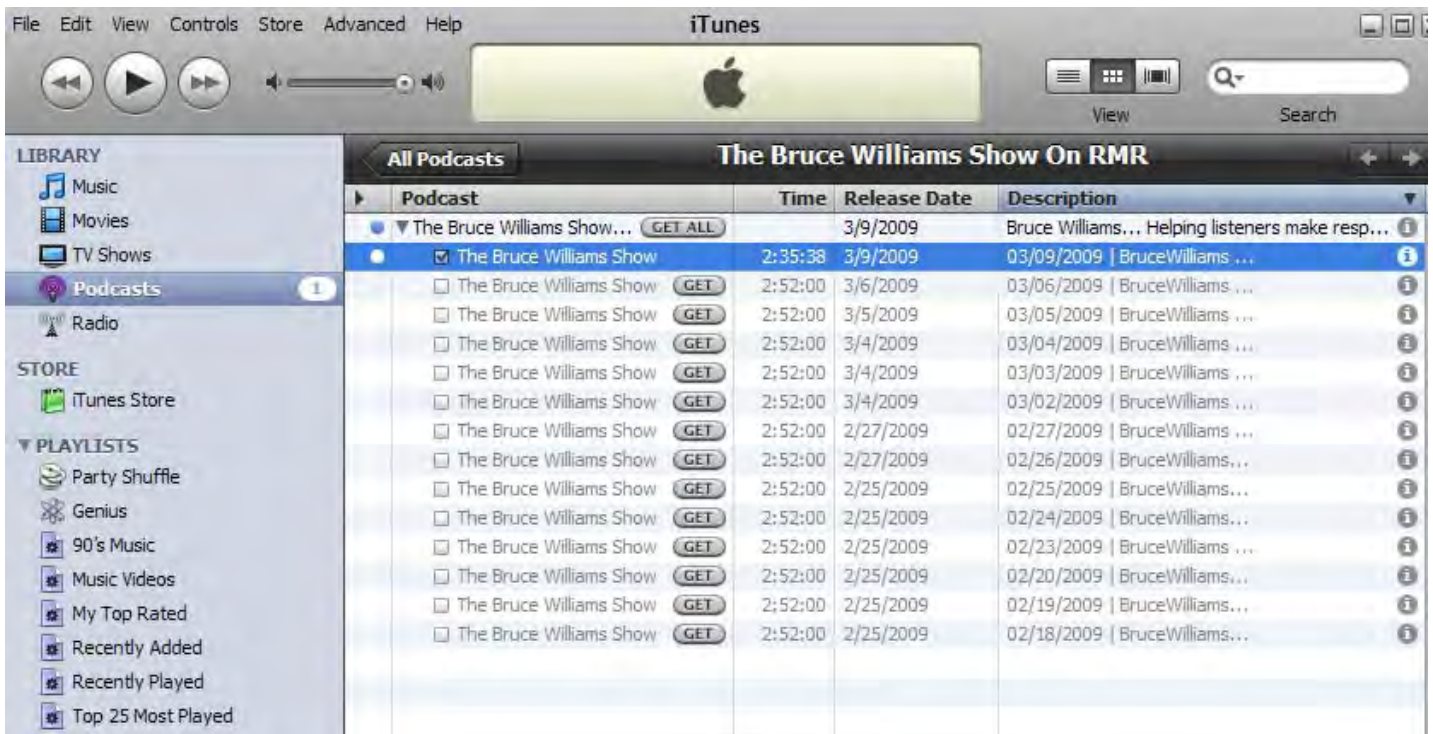 File Edit View Controls Store Advanced Help iTunes
View Search
LIBRARY
Music
Movies
TV Shows
Podcasts 1
Radio
STORE
iTunes Store
PLAYLISTS
Party Shuffle
Genius
90's Music
Music Videos
My Top Rated
Recently Added
Recently Played
Top 25 Most Played
All Podcasts The Bruce Williams Show On RMR
Podcast Time Release Date Description
The Bruce Williams Show... GET ALL 3/9/2009 Bruce Williams... Helping listeners make resp...
The Bruce Williams Show 2:35:38 3/9/2009 03/09/2009 | BruceWilliams ...
The Bruce Williams Show GET 2:52:00 3/6/2009 03/06/2009 | BruceWilliams ...
The Bruce Williams Show GET 2:52:00 3/5/2009 03/05/2009 | BruceWilliams ...
The Bruce Williams Show GET 2:52:00 3/4/2009 03/04/2009 | BruceWilliams ...
The Bruce Williams Show GET 2:52:00 3/4/2009 03/03/2009 | BruceWilliams ...
The Bruce Williams Show GET 2:52:00 3/4/2009 03/02/2009 | BruceWilliams ...
The Bruce Williams Show GET 2:52:00 2/27/2009 02/27/2009 | BruceWilliams ...
The Bruce Williams Show GET 2:52:00 2/27/2009 02/26/2009 | BruceWilliams...
The Bruce Williams Show GET 2:52:00 2/25/2009 02/25/2009 | BruceWilliams...
The Bruce Williams Show GET 2:52:00 2/25/2009 02/24/2009 | BruceWilliams...
The Bruce Williams Show GET 2:52:00 2/25/2009 02/23/2009 | BruceWilliams ...
The Bruce Williams Show GET 2:52:00 2/25/2009 02/20/2009 | BruceWilliams...
The Bruce Williams Show GET 2:52:00 2/25/2009 02/19/2009 | BruceWilliams...
The Bruce Williams Show GET 2:52:00 2/25/2009 02/18/2009 | BruceWilliams...